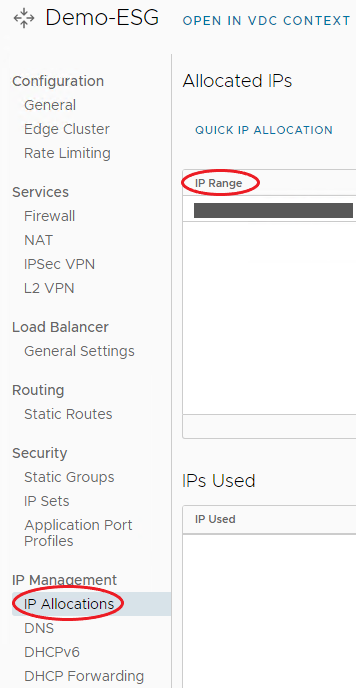 Demo-ESG
OPEN IN VDC CONTEXT
Configuration
General
Edge Cluster
Rate Limiting
Services
Firewall
NAT
IPSec VPN
L2 VPN
Load Balancer
General Settings
Routing
Static Routes
Security
Static Groups
IP Sets
Application Port
Profiles
IP Management
IP Allocations
DNS
DHCPv6
DHCP Forwarding
Allocated IPs
QUICK IP ALLOCATION
IP Range
IPs Used
IP Used